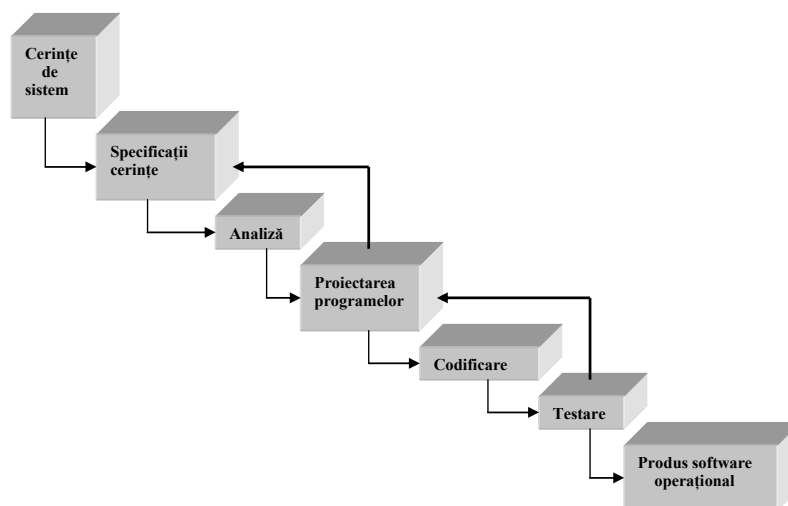 Cerințe
de
sistem
Specificații
cerințe
Analiză
Proiectarea
programelor
Codificare
Testare
Produs software
operațional